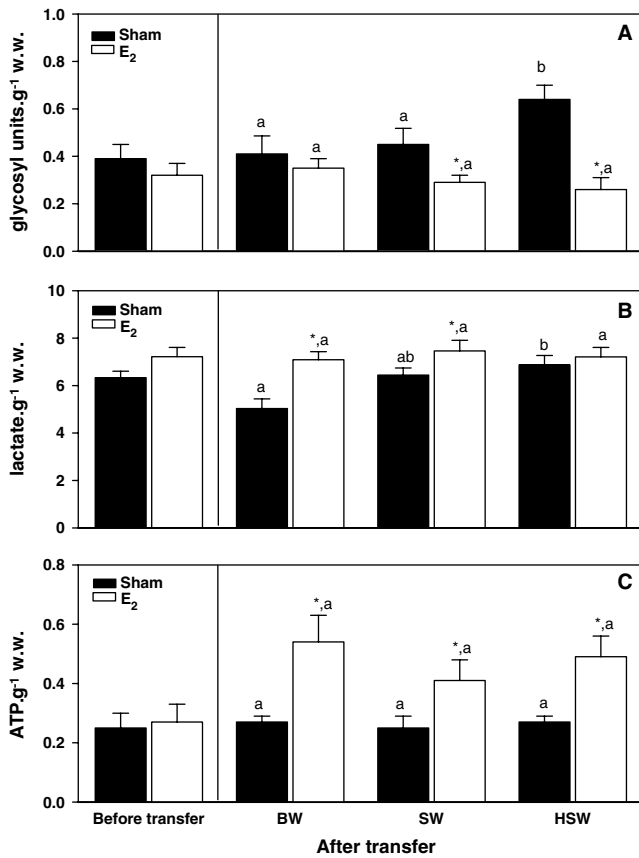 A
Sham
E₂
glycosyl units.g⁻¹ w.w.
1.0
0.8
0.6
0.4
0.2
0.0
a
a
a
*,a
b
*,a
B
Sham
E₂
lactate.g⁻¹ w.w.
10
8
6
4
2
0
a
*,a
ab
*,a
b
a
C
Sham
E₂
ATP.g⁻¹ w.w.
0.8
0.6
0.4
0.2
0.0
a
*,a
a
*,a
a
*,a
Before transfer BW SW HSW
After transfer